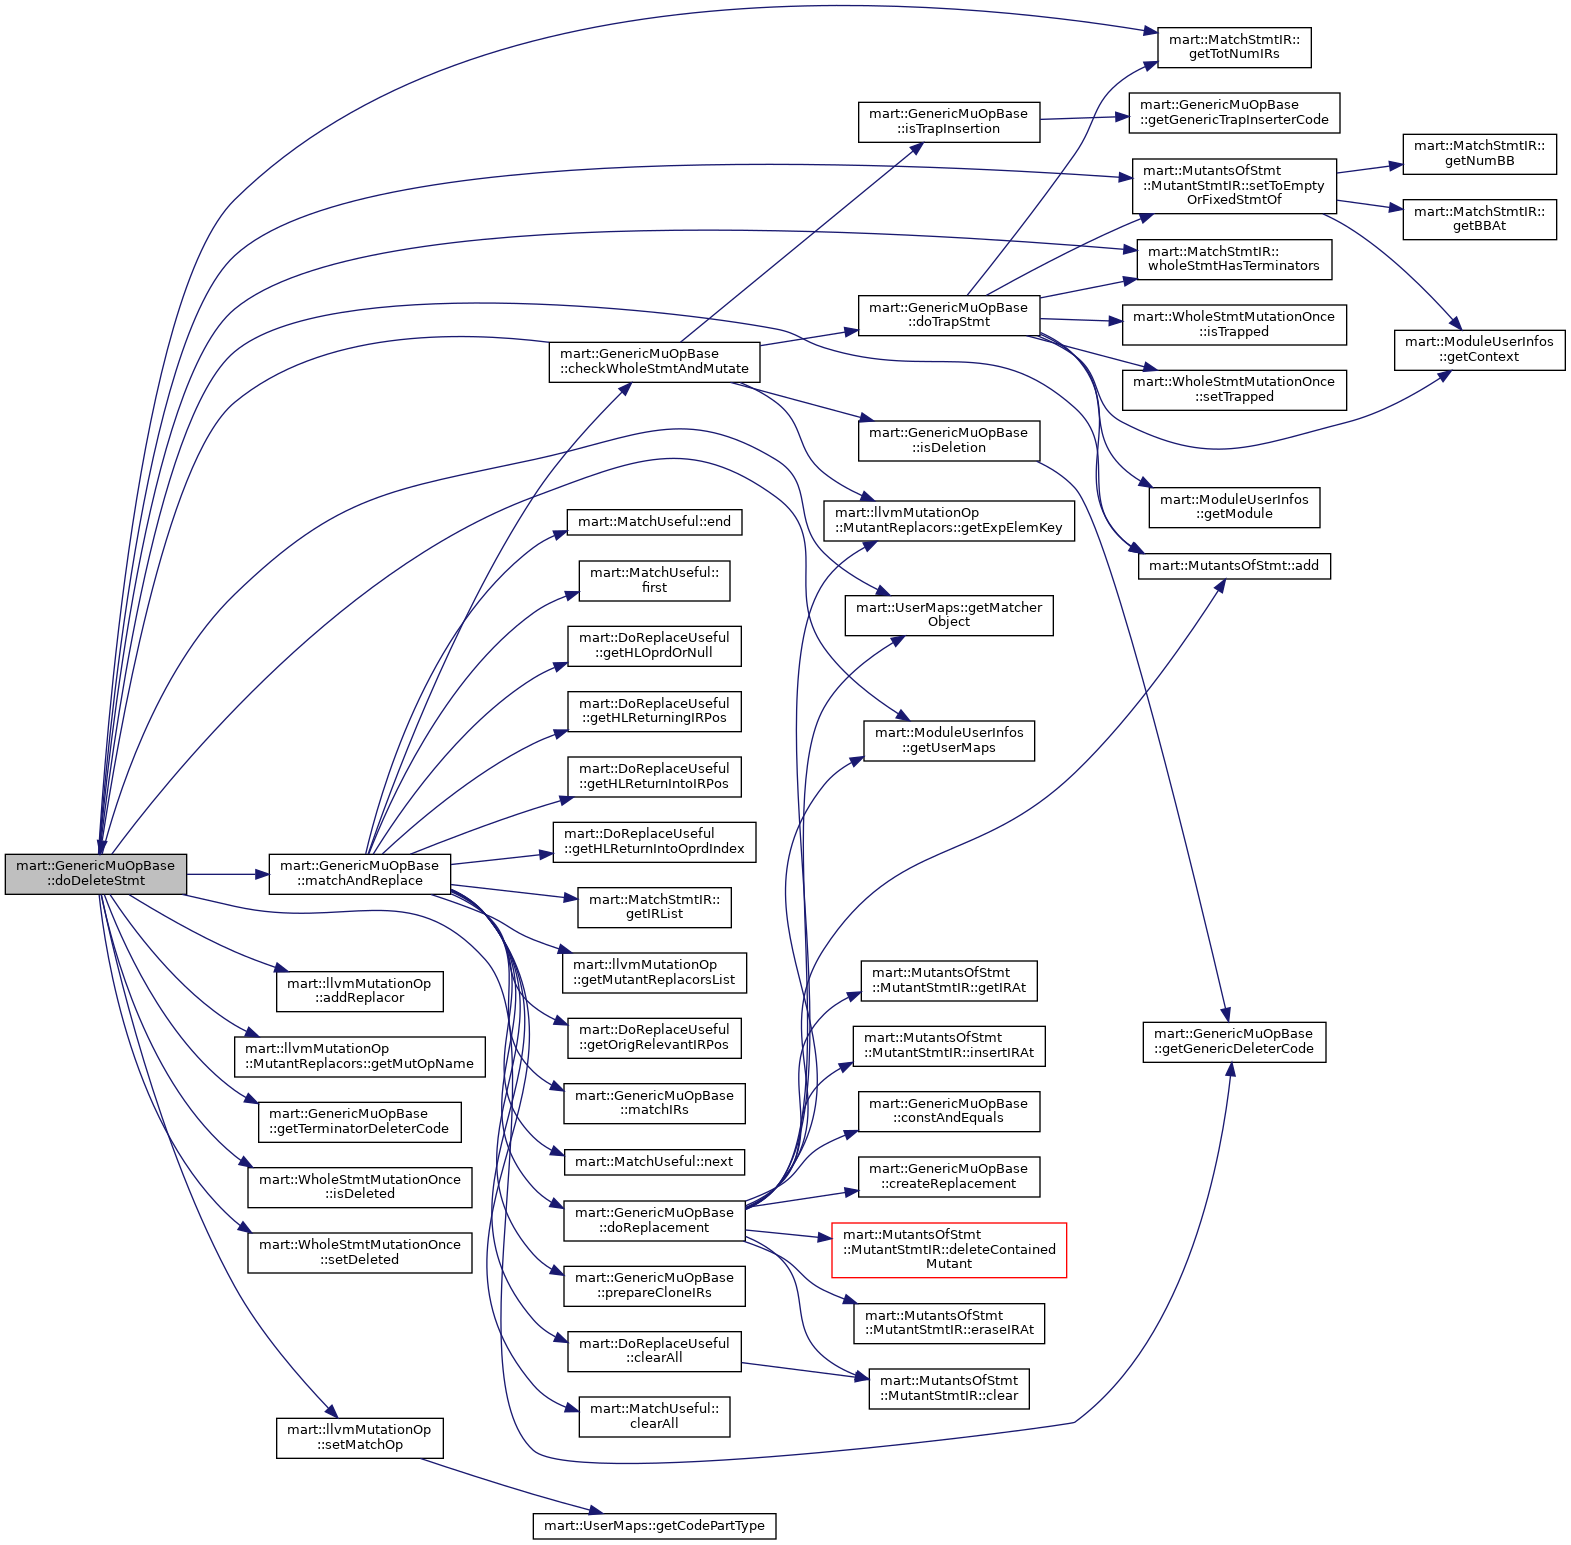 mart::MatchStmtIR::
getTotNumIRs
mart::GenericMuOpBase
::isTrapInsertion
mart::GenericMuOpBase
::getGenericTrapInserterCode
mart::MatchStmtIR::
getNumBB
mart::MutantsOfStmt
::MutantStmtIR::setToEmpty
OrFixedStmtOf
mart::MatchStmtIR::
getBBAt
mart::MatchStmtIR::
wholeStmtHasTerminators
mart::GenericMuOpBase
::doTrapStmt
mart::WholeStmtMutationOnce
::isTrapped
mart::ModuleUserInfos
::getContext
mart::GenericMuOpBase
::checkWholeStmtAndMutate
mart::WholeStmtMutationOnce
::setTrapped
mart::GenericMuOpBase
::isDeletion
mart::ModuleUserInfos
::getModule
mart::llvmMutationOp
::MutantReplacors::getExpElemKey
mart::MatchUseful::end
mart::MutantsOfStmt::add
mart::MatchUseful::
first
mart::UserMaps::getMatcher
Object
mart::DoReplaceUseful
::getHLOprdOrNull
mart::DoReplaceUseful
::getHLReturningIRPos
mart::ModuleUserInfos
::getUserMaps
mart::DoReplaceUseful
::getHLReturnIntoIRPos
mart::DoReplaceUseful
::getHLReturnIntoOprdIndex
mart::GenericMuOpBase
::doDeleteStmt
mart::GenericMuOpBase
::matchAndReplace
mart::MatchStmtIR::
getIRList
mart::llvmMutationOp
::getMutantReplacorsList
mart::MutantsOfStmt
::MutantStmtIR::getIRAt
mart::llvmMutationOp
::addReplacor
mart::DoReplaceUseful
::getOrigRelevantIRPos
mart::MutantsOfStmt
::MutantStmtIR::insertIRAt
mart::GenericMuOpBase
::getGenericDeleterCode
mart::llvmMutationOp
::MutantReplacors::getMutOpName
mart::GenericMuOpBase
::matchIRs
mart::GenericMuOpBase
::constAndEquals
mart::GenericMuOpBase
::getTerminatorDeleterCode
mart::MatchUseful::next
mart::GenericMuOpBase
::createReplacement
mart::WholeStmtMutationOnce
::isDeleted
mart::GenericMuOpBase
::doReplacement
mart::MutantsOfStmt
::MutantStmtIR::deleteContained
Mutant
mart::WholeStmtMutationOnce
::setDeleted
mart::GenericMuOpBase
::prepareCloneIRs
mart::MutantsOfStmt
::MutantStmtIR::eraseIRAt
mart::DoReplaceUseful
::clearAll
mart::MutantsOfStmt
::MutantStmtIR::clear
mart::MatchUseful::
clearAll
mart::llvmMutationOp
::setMatchOp
mart::UserMaps::getCodePartType